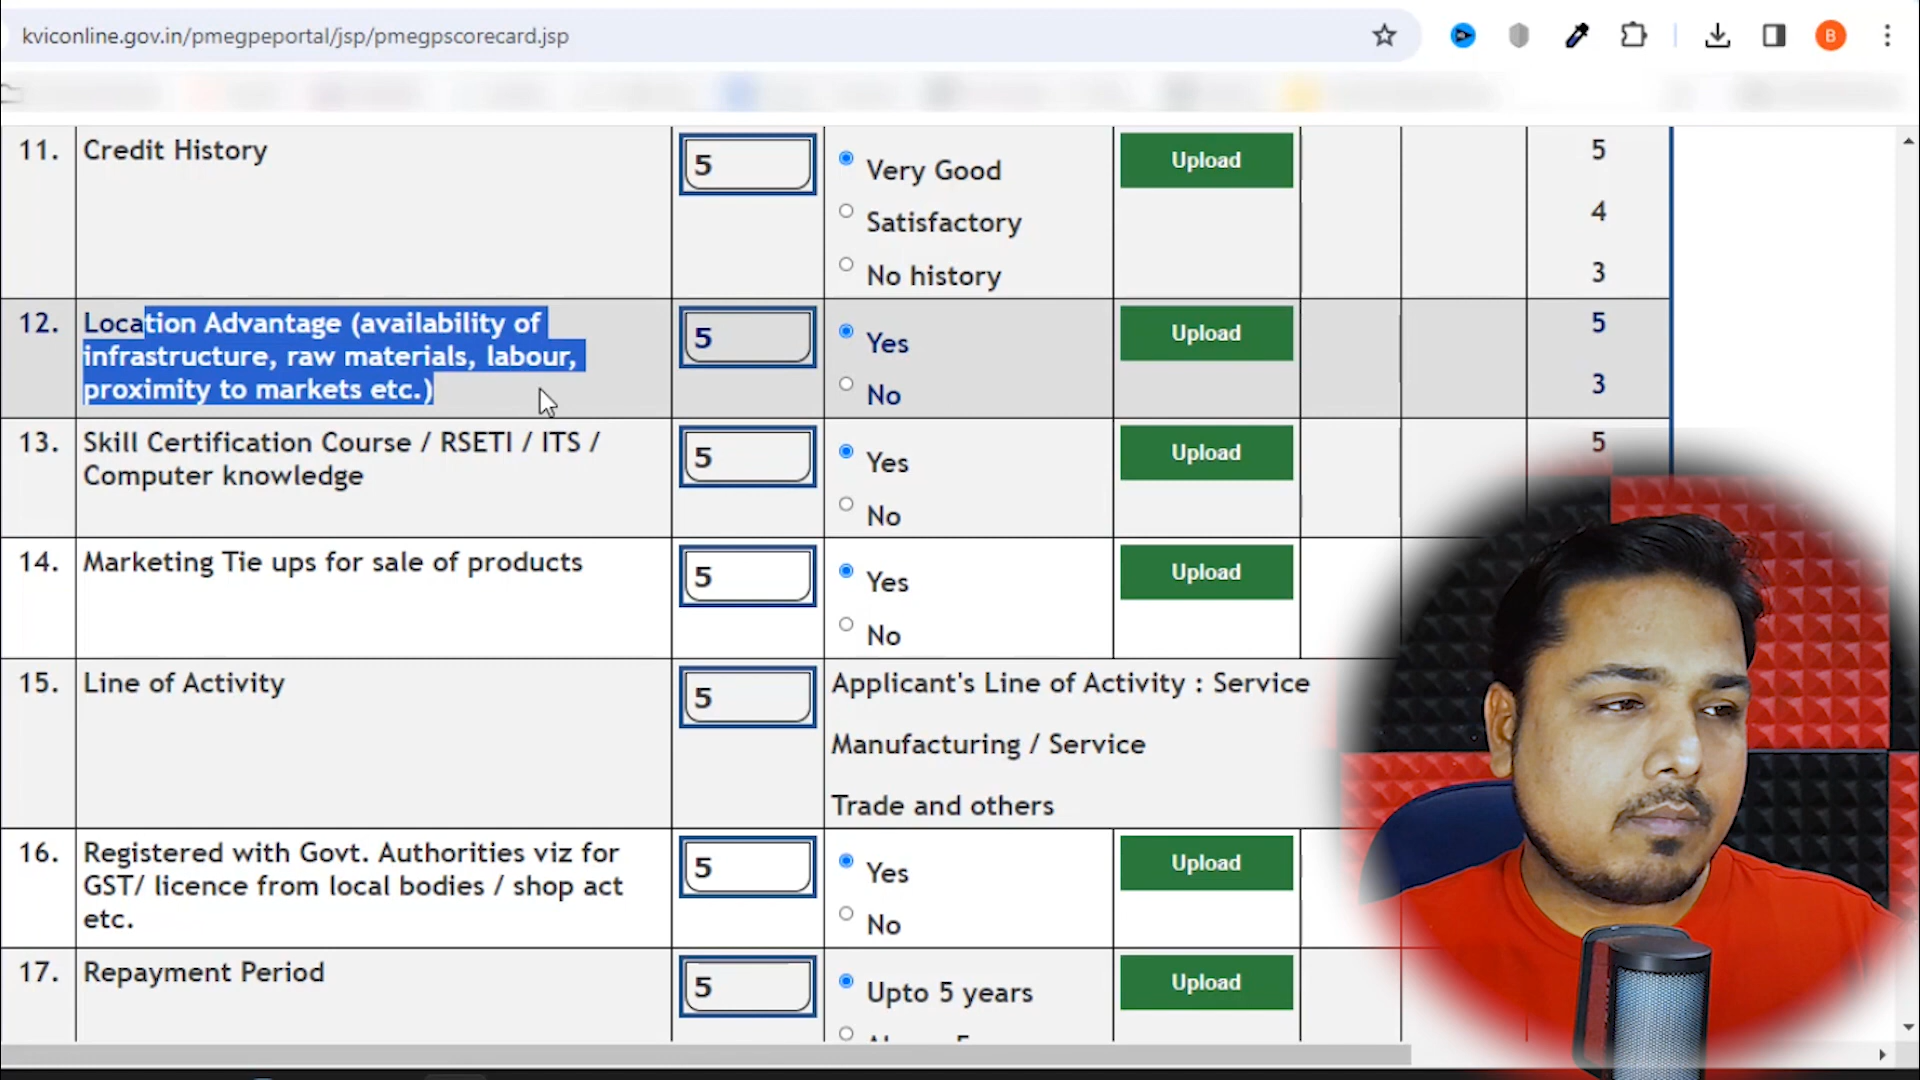 kviconline.gov.in/pmegpeportal/jsp/pmegpscorecard.jsp
B
11. Credit History 5 Very Good Upload 5
Satisfactory 4
No history 3
12. Location Advantage (availability of infrastructure, raw materials, labour, proximity to markets etc.) 5 Yes Upload 5
No 3
13. Skill Certification Course / RSETI / ITS / Computer knowledge 5 Yes Upload 5
No
14. Marketing Tie ups for sale of products 5 Yes Upload
No
15. Line of Activity 5 Applicant's Line of Activity : Service
Manufacturing / Service
Trade and others
16. Registered with Govt. Authorities viz for GST/ licence from local bodies / shop act etc. 5 Yes Upload
No
17. Repayment Period 5 Upto 5 years Upload